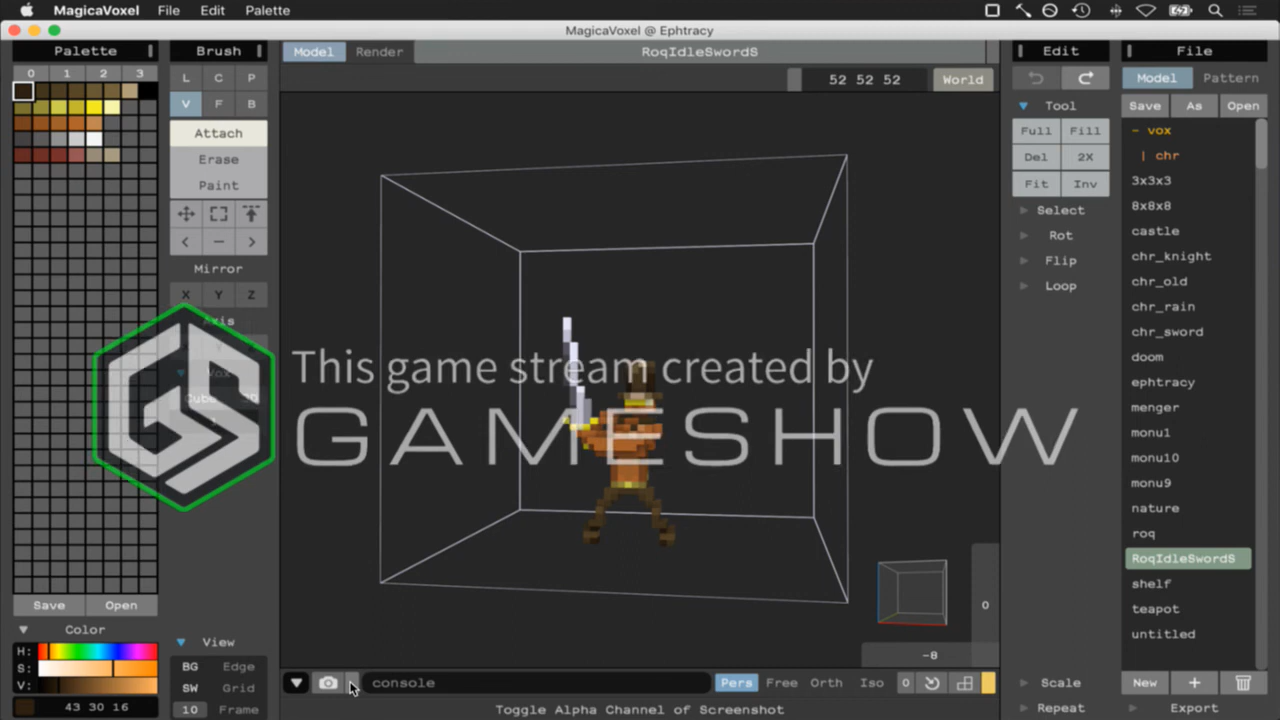 MagicaVoxel File Edit Palette
MagicaVoxel @ Ephtracy
Palette
0 1 2 3
Save Open
Color
H:
S:
V:
43 30 16
Brush
L C P
V F B
Attach
Erase
Paint
Mirror
X Y Z
Axis
View
BG Edge
SW Grid
10 Frame
Model Render RoqIdleSwordS
52 52 52 World
This game stream created by
GAMESHOW
0
-8
console
Pers Free Orth Iso 0
Toggle Alpha Channel of Screenshot
Edit
Tool
Full Fill
Del 2X
Fit Inv
Select
Rot
Flip
Loop
Scale
Repeat
File
Model Pattern
Save As Open
- vox
| chr
3x3x3
8x8x8
castle
chr_knight
chr_old
chr_rain
chr_sword
doom
ephtracy
menger
monu1
monu10
monu9
nature
roq
RoqIdleSwordS
shelf
teapot
untitled
New +
Export